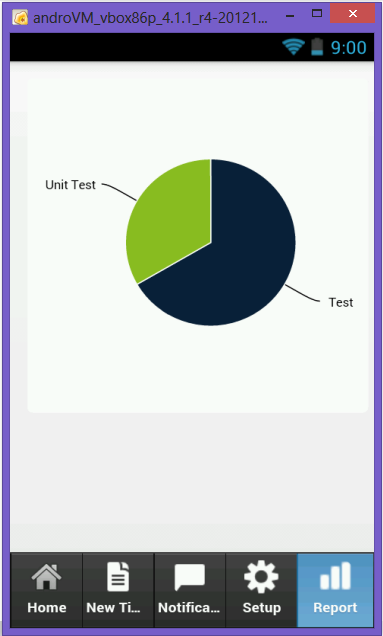 androVM_vbox86p_4.1.1_r4-20121...
9:00
Unit Test
Test
Home
New Ti...
Notifica...
Setup
Report